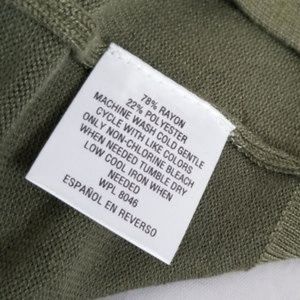 78% RAYON
22% POLYESTER
MACHINE WASH COLD GENTLE
CYCLE WITH LIKE COLORS
ONLY NON-CHLORINE BLEACH
WHEN NEEDED TUMBLE DRY
LOW COOL IRON WHEN
NEEDED
WPL 8046
ESPAÑOL EN REVERSO